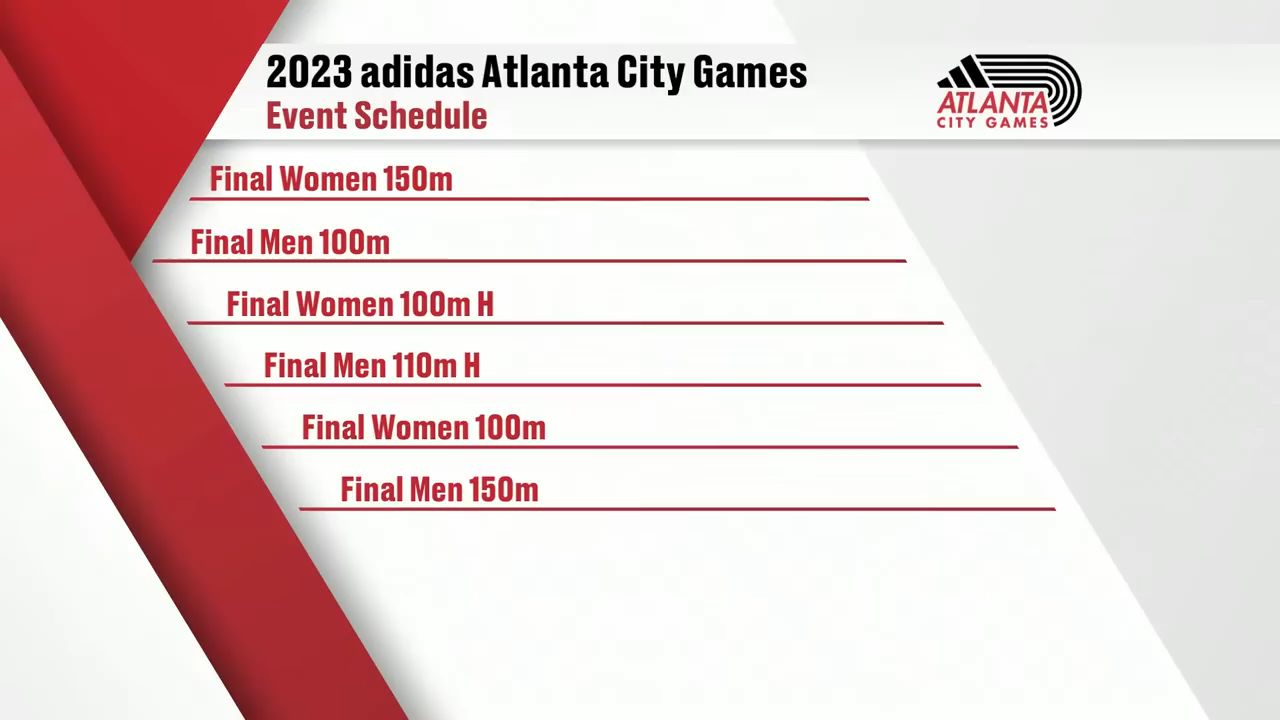 2023 adidas Atlanta City Games
Event Schedule
ATLANTA
CITY GAMES
Final Women 150m
Final Men 100m
Final Women 100m H
Final Men 110m H
Final Women 100m
Final Men 150m